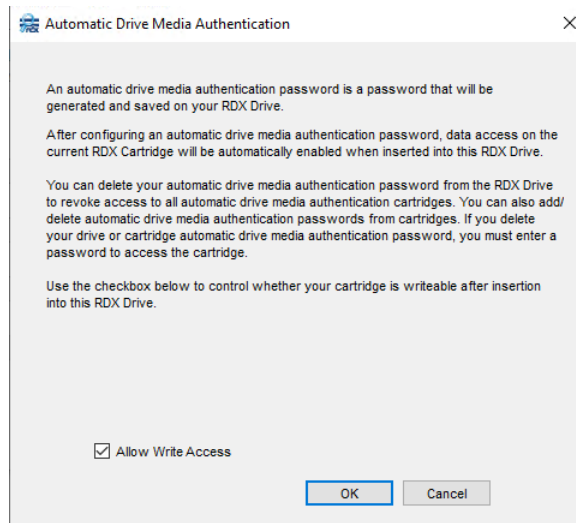 Automatic Drive Media Authentication
An automatic drive media authentication password is a password that will be
generated and saved on your RDX Drive.
After configuring an automatic drive media authentication password, data access on the
current RDX Cartridge will be automatically enabled when inserted into this RDX Drive.
You can delete your automatic drive media authentication password from the RDX Drive
to revoke access to all automatic drive media authentication cartridges. You can also add/
delete automatic drive media authentication passwords from cartridges. If you delete
your drive or cartridge automatic drive media authentication password, you must enter a
password to access the cartridge.
Use the checkbox below to control whether your cartridge is writeable after insertion
into this RDX Drive.
Allow Write Access
OK
Cancel